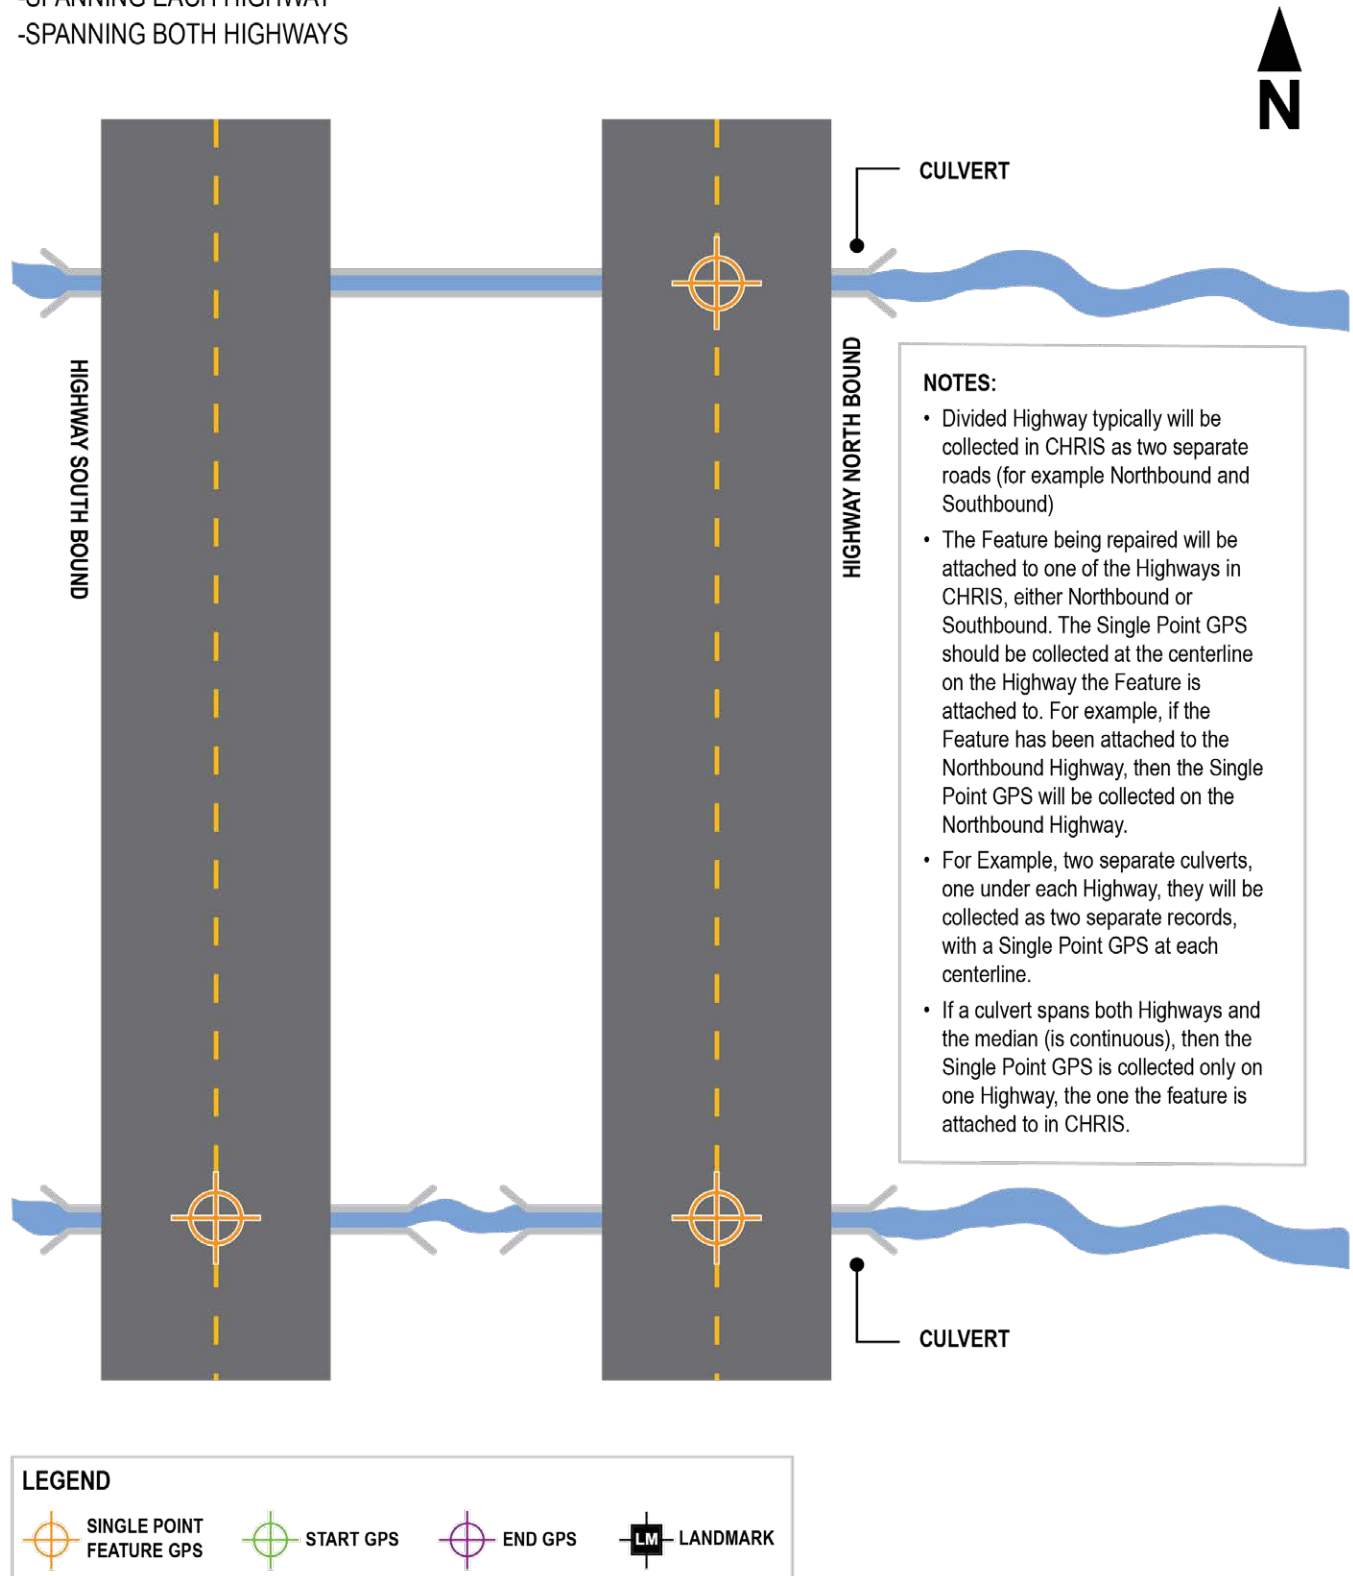 -SPANNING EACH HIGHWAY
-SPANNING BOTH HIGHWAYS
N
CULVERT
HIGHWAY SOUTH BOUND
HIGHWAY NORTH BOUND
NOTES:
• Divided Highway typically will be
collected in CHRIS as two separate
roads (for example Northbound and
Southbound)
• The Feature being repaired will be
attached to one of the Highways in
CHRIS, either Northbound or
Southbound. The Single Point GPS
should be collected at the centerline
on the Highway the Feature is
attached to. For example, if the
Feature has been attached to the
Northbound Highway, then the Single
Point GPS will be collected on the
Northbound Highway.
• For Example, two separate culverts,
one under each Highway, they will be
collected as two separate records,
with a Single Point GPS at each
centerline.
• If a culvert spans both Highways and
the median (is continuous), then the
Single Point GPS is collected only on
one Highway, the one the feature is
attached to in CHRIS.
CULVERT
LEGEND
SINGLE POINT
FEATURE GPS
START GPS
END GPS
LM
LANDMARK